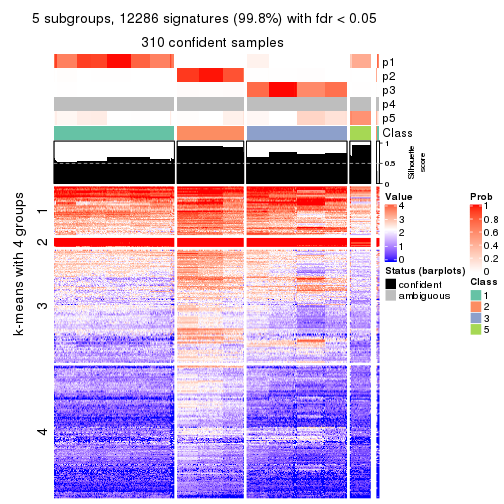 5 subgroups, 12286 signatures (99.8%) with fdr < 0.05
310 confident samples
p1
p2
p3
p4
p5
Class
1
0.5
0
Silhouette
score
k-means with 4 groups
1
2
3
4
Value
4
3
2
1
0
Status (barplots)
confident
ambiguous
Prob
1
0.8
0.6
0.4
0.2
0
Class
1
2
3
5